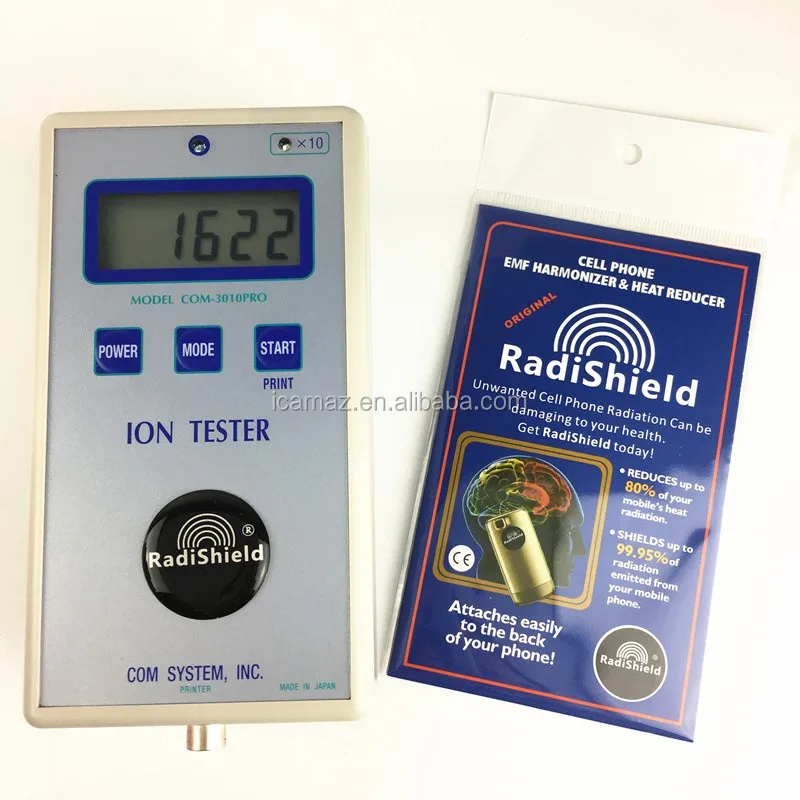 ×10
1622
MODEL COM-3010PRO
POWER
MODE
START
PRINT
ION TESTER
RadiShield®
COM SYSTEM, INC.
PRINTER
MADE IN JAPAN
CELL PHONE
EMF HARMONIZER & HEAT REDUCER
ORIGINAL
RadiShield
Unwanted Cell Phone Radiation Can be
damaging to your health.
Get RadiShield today!
• REDUCES up to
80% of your
mobile's heat
radiation.
• SHIELDS up to
99.95% of
radiation
emitted from
your mobile
phone.
CE
Attaches easily
to the back
of your phone!
RadiShield®
icamaz.en.alibaba.com